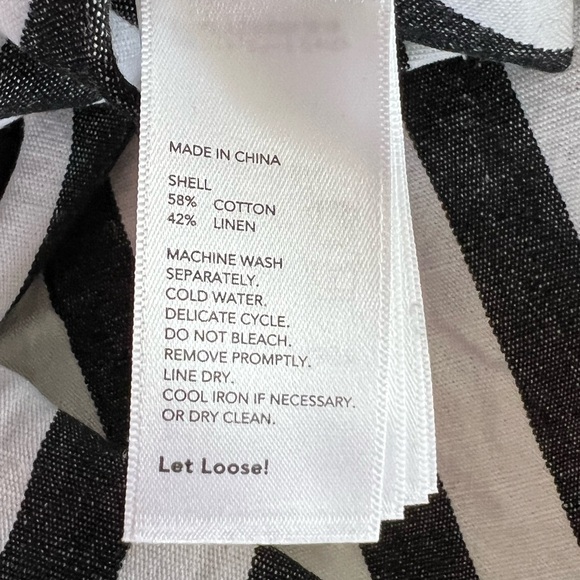 MADE IN CHINA
SHELL
58% COTTON
42% LINEN
MACHINE WASH
SEPARATELY.
COLD WATER.
DELICATE CYCLE.
DO NOT BLEACH.
REMOVE PROMPTLY.
LINE DRY.
COOL IRON IF NECESSARY.
OR DRY CLEAN.
Let Loose!